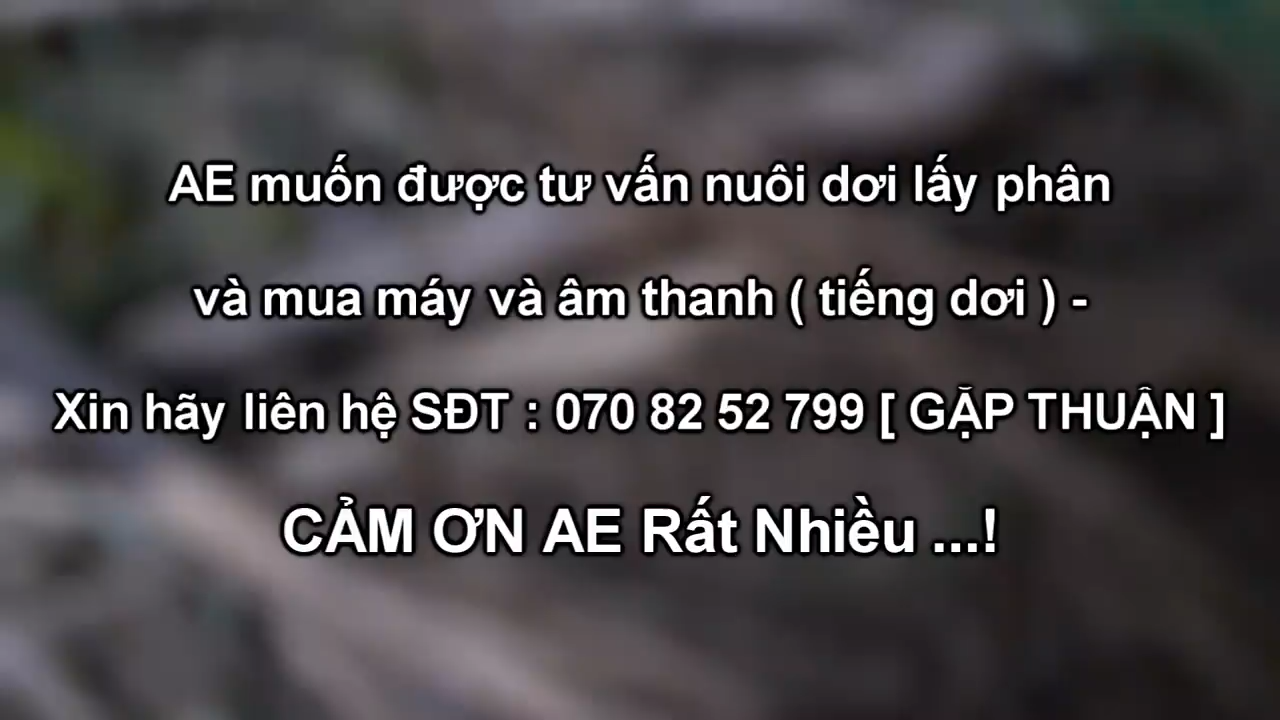 AE muốn được tư vấn nuôi dơi lấy phân
và mua máy và âm thanh ( tiếng dơi ) -
Xin hãy liên hệ SĐT : 070 82 52 799 [ GẶP THUẬN ]
CẢM ƠN AE Rất Nhiều ...!